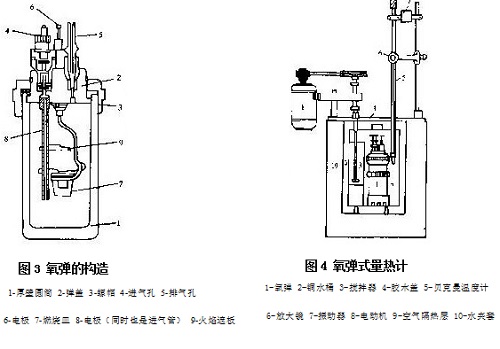 6
4
5
2
3
8
9
7
1
图 3 氧弹的构造
1-厚壁圆筒 2-弹盖 3-螺帽 4-进气孔 5-排气孔
6-电极 7-燃烧皿 8-电极（同时也是进气管） 9-火焰遮板
图 4 氧弹式量热计
1-氧弹 2-铜水桶 3-搅拌器 4-胶木盖 5-贝克曼温度计
6-放大镜 7-振动器 8-电动机 9-空气隔热层 10-水夹套